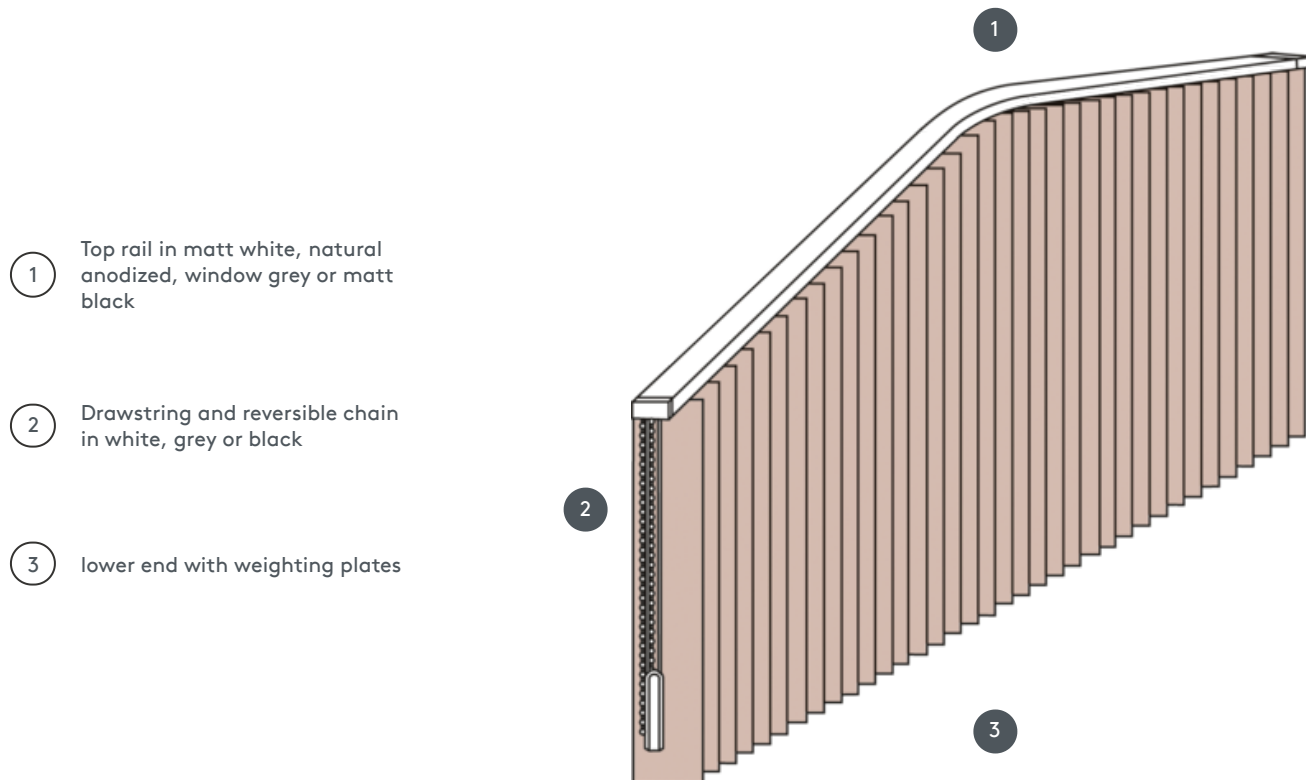 1
1
Top rail in matt white, natural
anodized, window grey or matt
black
2
Drawstring and reversible chain
in white, grey or black
2
3
lower end with weighting plates
3